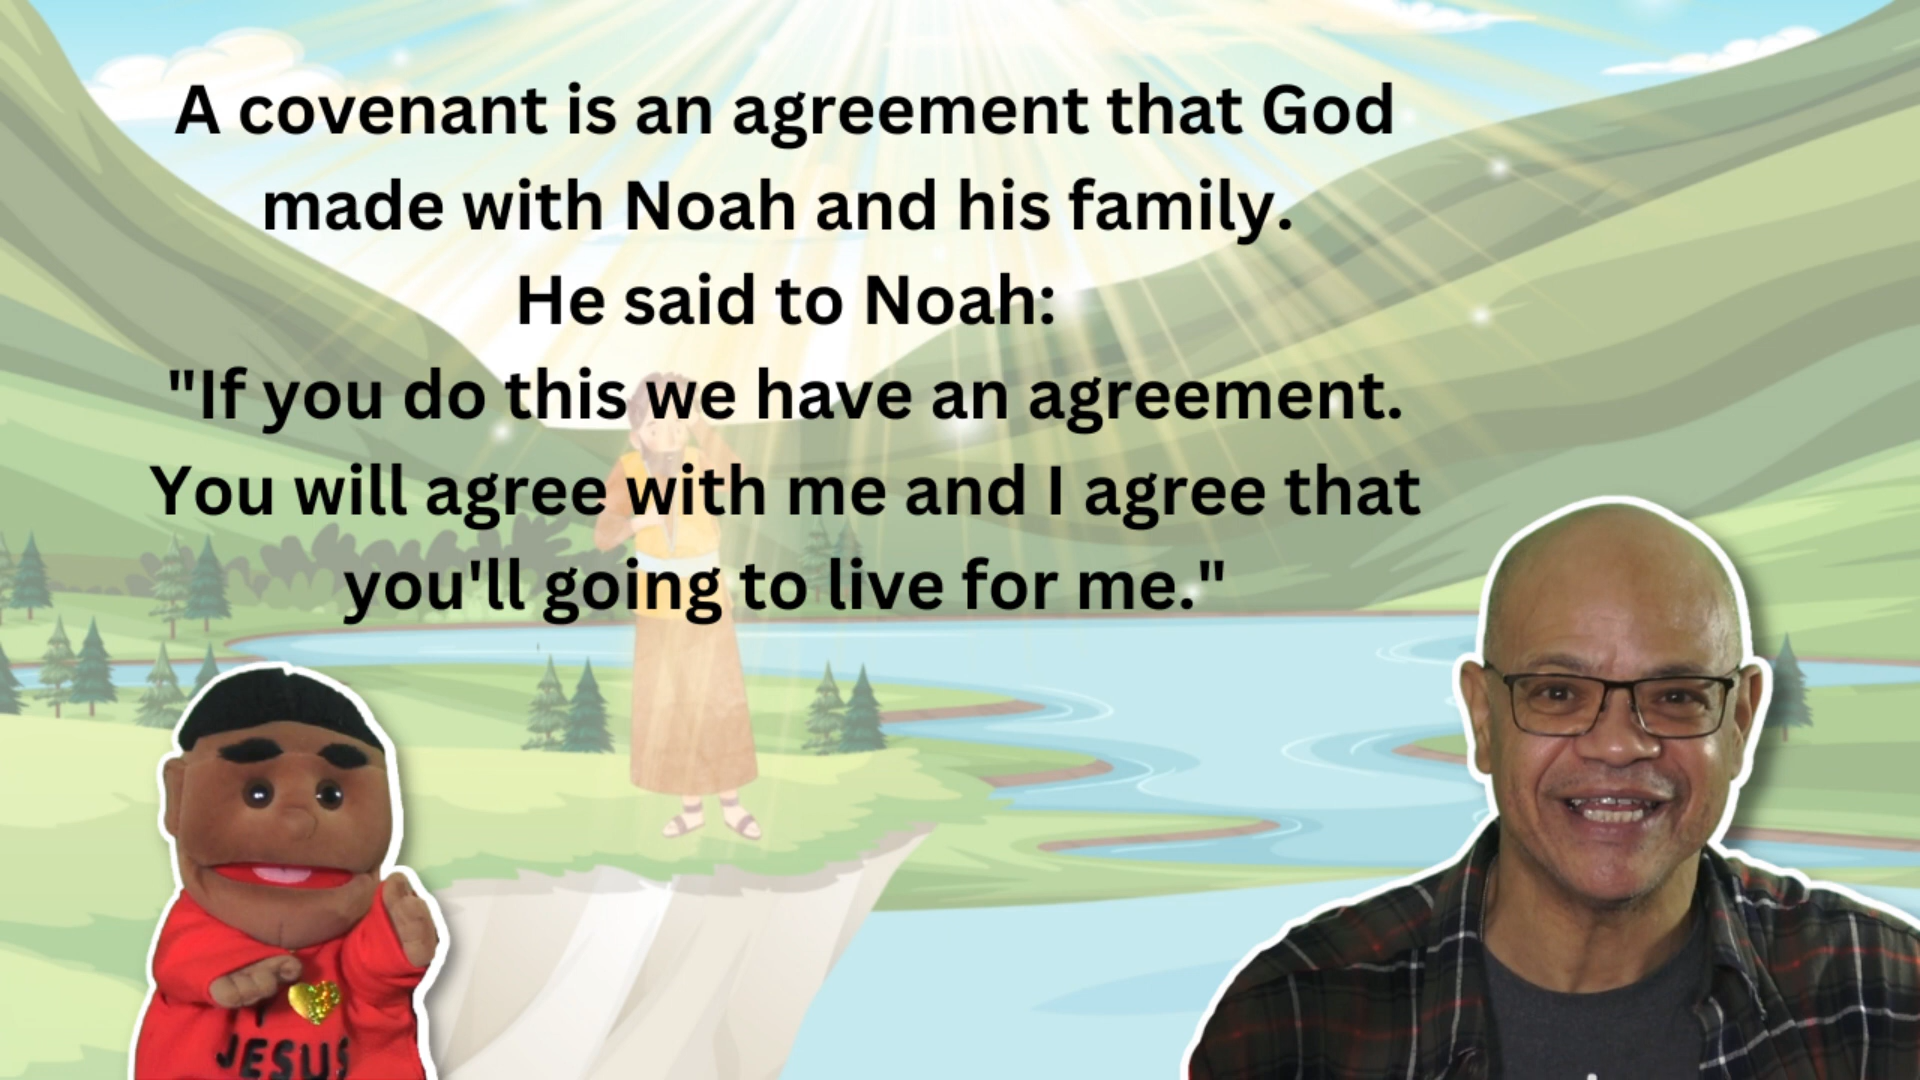 A covenant is an agreement that God
made with Noah and his family.
He said to Noah:
"If you do this we have an agreement.
You will agree with me and I agree that
you'll going to live for me."
JESUS